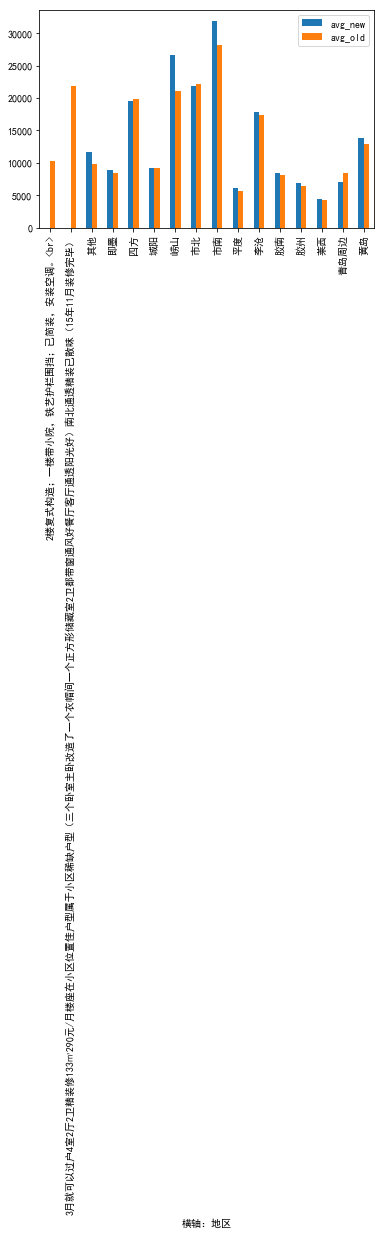 avg_new
avg_old
30000
25000
20000
15000
10000
5000
0
2楼复式构造；一楼带小院，铁艺护栏围挡；已简装，安装空调。<br>
3月就可以过户4室2厅2卫精装修133㎡290元/月楼座在小区位置佳户型属于小区稀缺户型（三个卧室主卧改造了一个衣帽间一个正方形储藏室2卫都带窗通风好餐厅客厅通透阳光好）南北通透精装已散味（15年11月装修完毕）
其他
即墨
四方
城阳
崂山
市北
市南
平度
李沧
胶南
胶州
莱西
青岛周边
黄岛
横轴: 地区